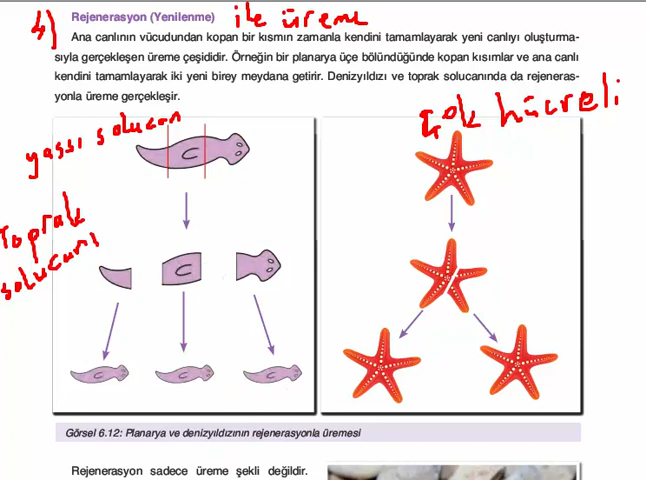 4) Rejenerasyon (Yenilenme) ile üreme
Ana canlının vücudundan kopan bir kısmın zamanla kendini tamamlayarak yeni canlıyı oluşturma-
sıyla gerçekleşen üreme çeşididir. Örneğin bir planarya üçe bölündüğünde kopan kısımlar ve ana canlı
kendini tamamlayarak iki yeni birey meydana getirir. Denizyıldızı ve toprak solucanında da rejeneras-
yonla üreme gerçekleşir.
çok hücreli
yassı solucan
Toprak
solucanı
Görsel 6.12: Planarya ve denizyıldızının rejenerasyonla üremesi
Rejenerasyon sadece üreme şekli değildir.